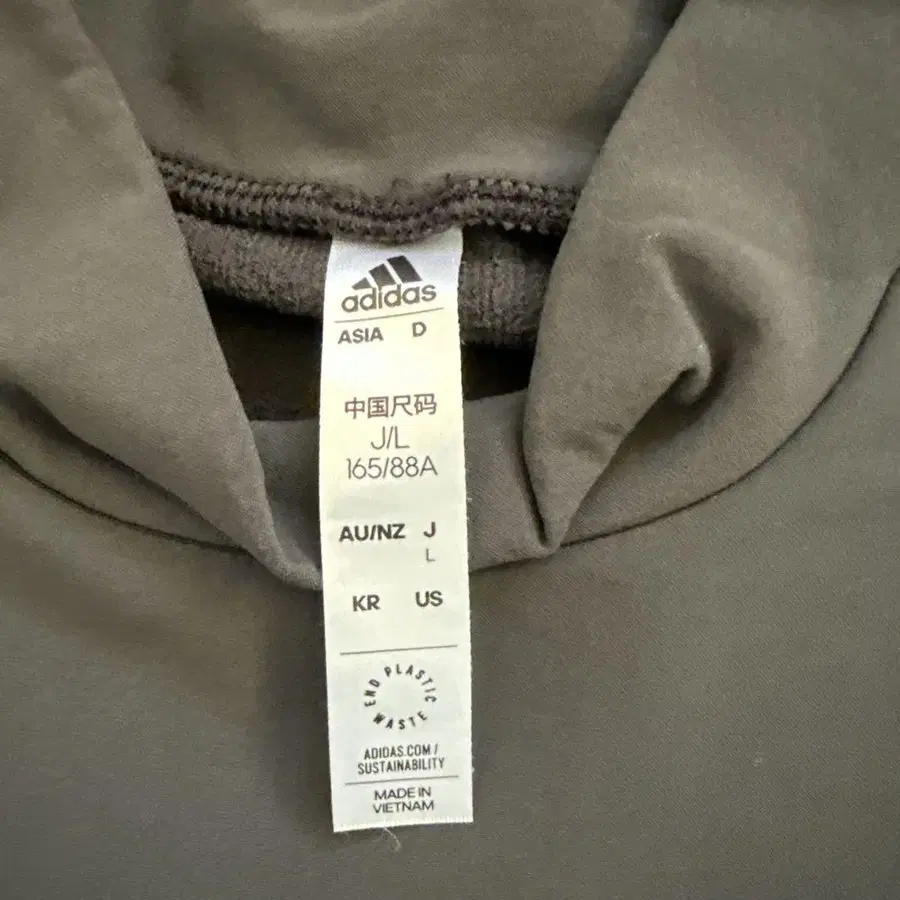 adidas
ASIA D
中国尺码
J/L
165/88A
AU/NZ J
L
KR US
END PLASTIC WASTE
ADIDAS.COM/
SUSTAINABILITY
MADE IN
VIETNAM